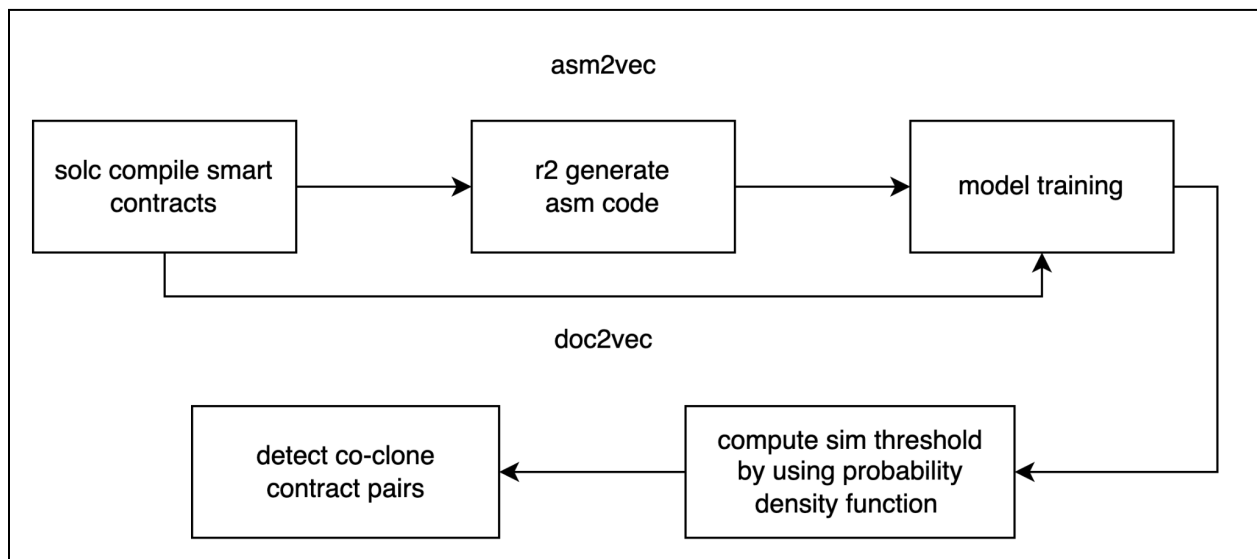 asm2vec
solc compile smart
contracts
r2 generate
asm code
model training
doc2vec
detect co-clone
contract pairs
compute sim threshold
by using probability
density function